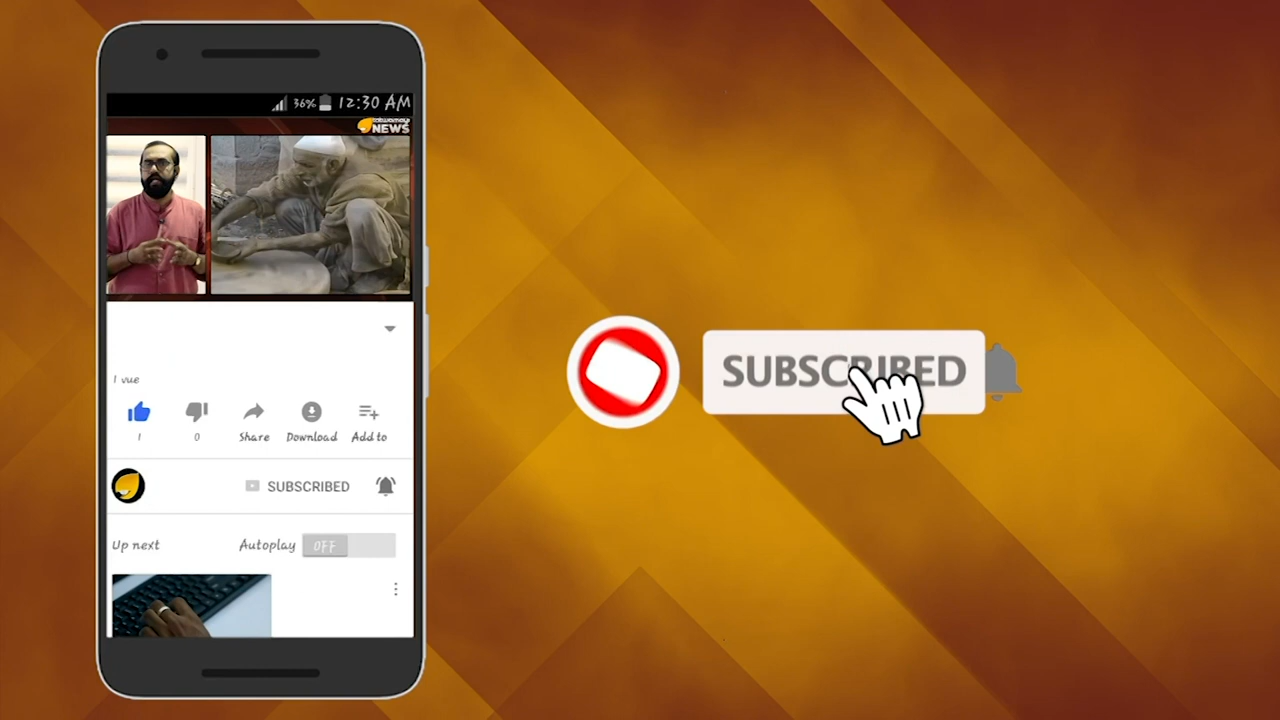 36% 12:30 AM
Tatwamayi
NEWS
1 vue
1 0 Share Download Add to
SUBSCRIBED
Up next Autoplay OFF
SUBSCRIBED